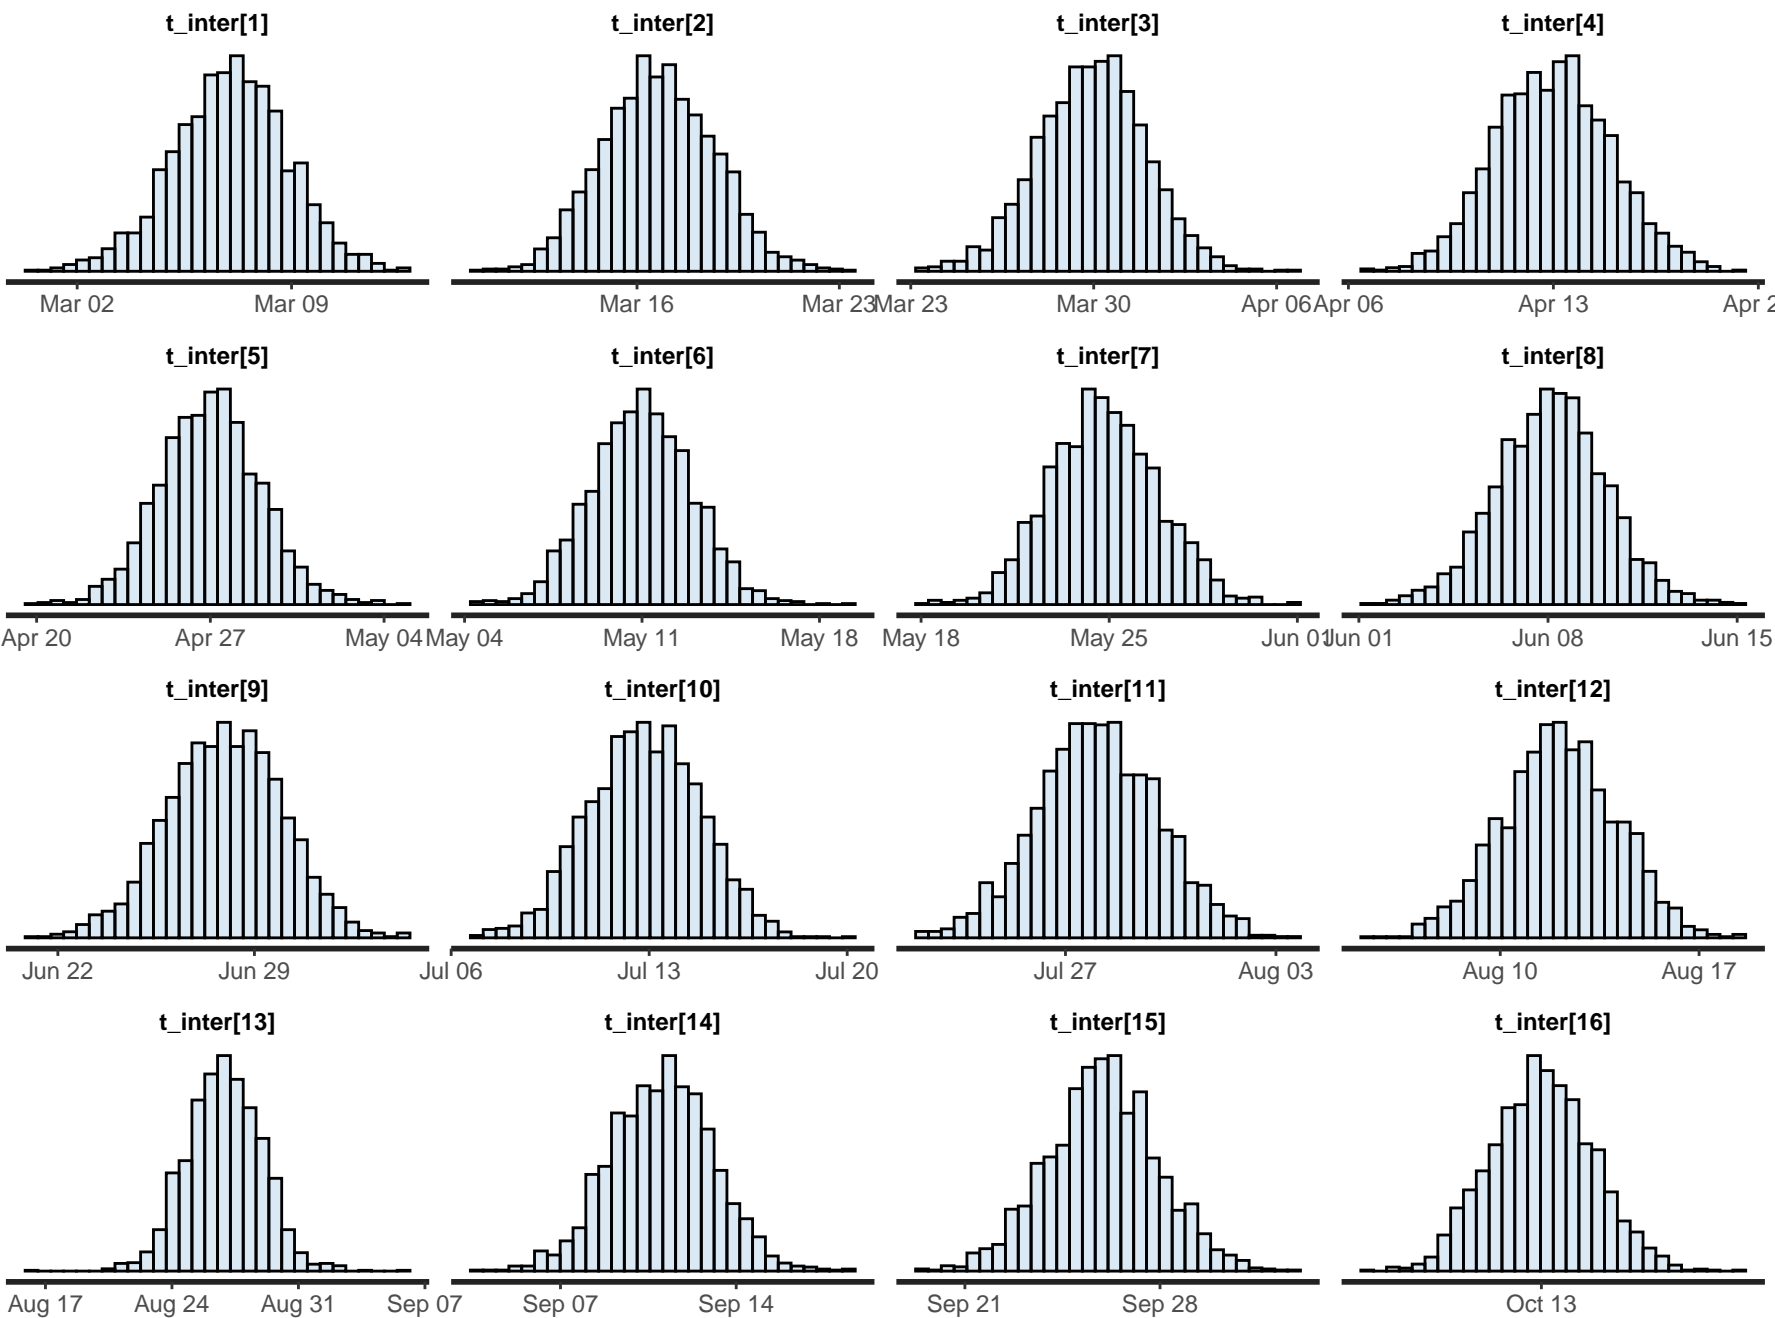 t_inter[1] t_inter[2] t_inter[3] t_inter[4]
Mar 02 Mar 09 Mar 16 Mar 23 Mar 23 Mar 30 Apr 06 Apr 06 Apr 13 Apr 2
t_inter[5] t_inter[6] t_inter[7] t_inter[8]
Apr 20 Apr 27 May 04 May 04 May 11 May 18 May 18 May 25 Jun 01 Jun 01 Jun 08 Jun 15
t_inter[9] t_inter[10] t_inter[11] t_inter[12]
Jun 22 Jun 29 Jul 06 Jul 13 Jul 20 Jul 27 Aug 03 Aug 10 Aug 17
t_inter[13] t_inter[14] t_inter[15] t_inter[16]
Aug 17 Aug 24 Aug 31 Sep 07 Sep 07 Sep 14 Sep 21 Sep 28 Oct 13